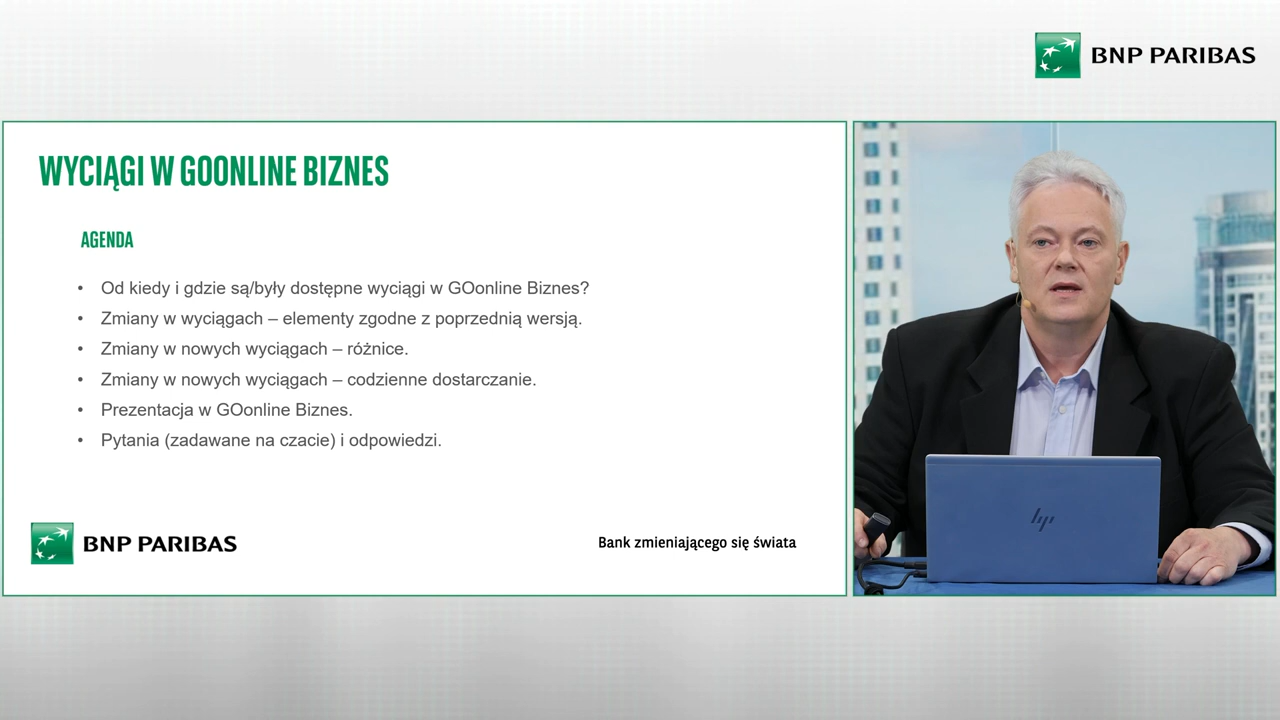 BNP PARIBAS
WYCIĄGI W GOONLINE BIZNES
AGENDA
• Od kiedy i gdzie są/były dostępne wyciągi w GOonline Biznes?
• Zmiany w wyciągach – elementy zgodne z poprzednią wersją.
• Zmiany w nowych wyciągach – różnice.
• Zmiany w nowych wyciągach – codzienne dostarczanie.
• Prezentacja w GOonline Biznes.
• Pytania (zadawane na czacie) i odpowiedzi.
BNP PARIBAS
Bank zmieniającego się świata
hp